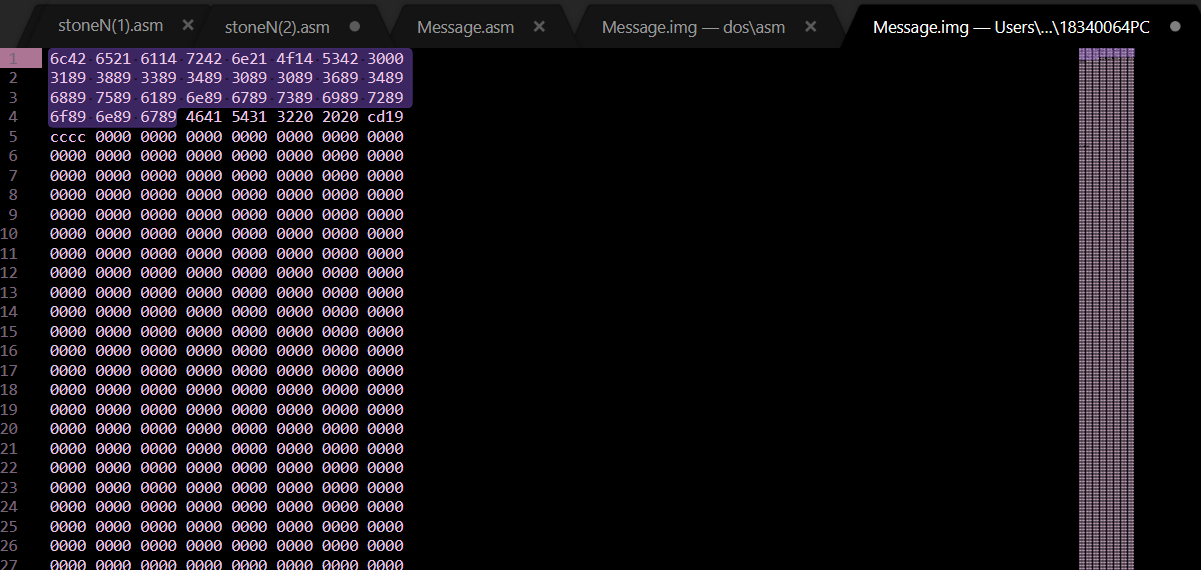 stoneN(1).asm × stoneN(2).asm ● Message.asm × Message.img — dos\asm × Message.img — Users\...\18340064PC ●
1 6c42 6521 6114 7242 6e21 4f14 5342 3000
2 3189 3889 3389 3489 3089 3089 3689 3489
3 6889 7589 6189 6e89 6789 7389 6989 7289
4 6f89 6e89 6789 4641 5431 3220 2020 cd19
5 cccc 0000 0000 0000 0000 0000 0000 0000
6 0000 0000 0000 0000 0000 0000 0000 0000
7 0000 0000 0000 0000 0000 0000 0000 0000
8 0000 0000 0000 0000 0000 0000 0000 0000
9 0000 0000 0000 0000 0000 0000 0000 0000
10 0000 0000 0000 0000 0000 0000 0000 0000
11 0000 0000 0000 0000 0000 0000 0000 0000
12 0000 0000 0000 0000 0000 0000 0000 0000
13 0000 0000 0000 0000 0000 0000 0000 0000
14 0000 0000 0000 0000 0000 0000 0000 0000
15 0000 0000 0000 0000 0000 0000 0000 0000
16 0000 0000 0000 0000 0000 0000 0000 0000
17 0000 0000 0000 0000 0000 0000 0000 0000
18 0000 0000 0000 0000 0000 0000 0000 0000
19 0000 0000 0000 0000 0000 0000 0000 0000
20 0000 0000 0000 0000 0000 0000 0000 0000
21 0000 0000 0000 0000 0000 0000 0000 0000
22 0000 0000 0000 0000 0000 0000 0000 0000
23 0000 0000 0000 0000 0000 0000 0000 0000
24 0000 0000 0000 0000 0000 0000 0000 0000
25 0000 0000 0000 0000 0000 0000 0000 0000
26 0000 0000 0000 0000 0000 0000 0000 0000
27 0000 0000 0000 0000 0000 0000 0000 0000